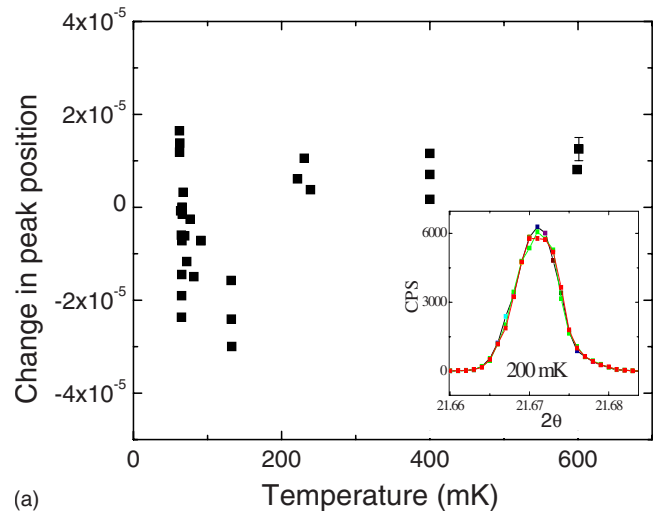 4x10⁻⁵
2x10⁻⁵
0
-2x10⁻⁵
-4x10⁻⁵
Change in peak position
0
200
400
600
Temperature (mK)
6000
3000
0
CPS
200 mK
21.66
21.67
21.68
2θ
(a)